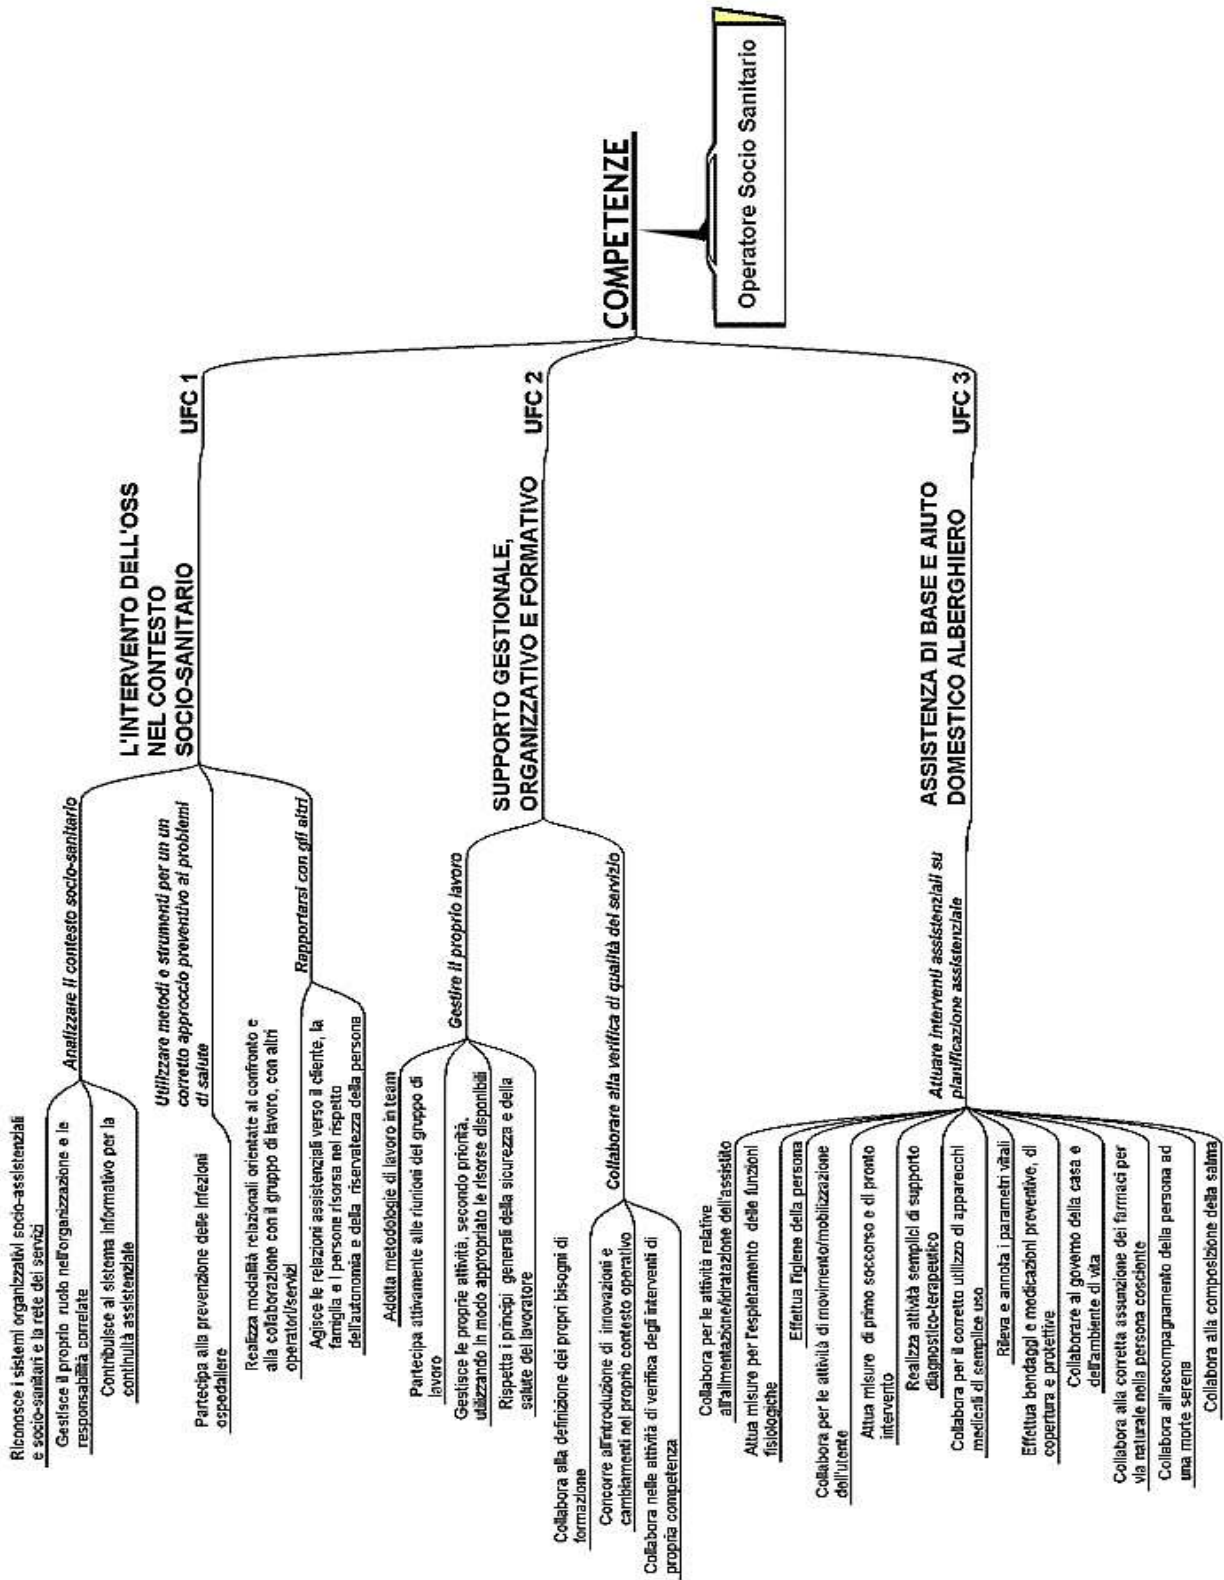 COMPETENZE
Operatore Socio Sanitario
UFC 1
L'INTERVENTO DELL'OSS
NEL CONTESTO
SOCIO-SANITARIO
Analizzare il contesto socio-sanitario
Riconosce i sistemi organizzativi socio-assistenziali
e socio-sanitari e la rete dei servizi
Gestisce il proprio ruolo nell'organizzazione e le
responsabilità correlate
Contribuisce al sistema informativo per la
continuità assistenziale
Utilizzare metodi e strumenti per un un
corretto approccio preventivo ai problemi
di salute
Partecipa alla prevenzione delle infezioni
ospedaliere
Rapportarsi con gli altri
Realizza modalità relazionali orientate al confronto e
alla collaborazione con il gruppo di lavoro, con altri
operatori/servizi
Agisce le relazioni assistenziali verso il cliente, la
famiglia e i persone risorsa nel rispetto
dell'autonomia e della riservatezza della persona
UFC 2
SUPPORTO GESTIONALE,
ORGANIZZATIVO E FORMATIVO
Gestire il proprio lavoro
Adotta metodologie di lavoro in team
Partecipa attivamente alle riunioni del gruppo di
lavoro
Gestisce le proprie attività, secondo priorità,
utilizzando in modo appropriato le risorse disponibili
Rispetta i principi generali della sicurezza e della
salute del lavoratore
Collaborare alla verifica di qualità del servizio
Collabora alla definizione dei propri bisogni di
formazione
Concorre all'introduzione di innovazioni e
cambiamenti nel proprio contesto operativo
Collabora nelle attività di verifica degli interventi di
propria competenza
UFC 3
ASSISTENZA DI BASE E AIUTO
DOMESTICO ALBERGHIERO
Attuare interventi assistenziali su
pianificazione assistenziale
Collabora per le attività relative
all'alimentazione/idratazione dell'assistito
Attua misure per l'espletamento delle funzioni
fisiologiche
Effettua l'igiene della persona
Collabora per le attività di movimento/mobilizzazione
dell'utente
Attua misure di primo soccorso e di pronto
intervento
Realizza attività semplici di supporto
diagnostico-terapeutico
Collabora per il corretto utilizzo di apparecchi
medicali di semplice uso
Rileva e annota i parametri vitali
Effettua bendaggi e medicazioni preventive, di
copertura e protettive
Collaborare al governo della casa e
dell'ambiente di vita
Collabora alla corretta assunzione dei farmaci per
via naturale nella persona cosciente
Collabora all'accompagnamento della persona ad
una morte serena
Collabora alla composizione della salma